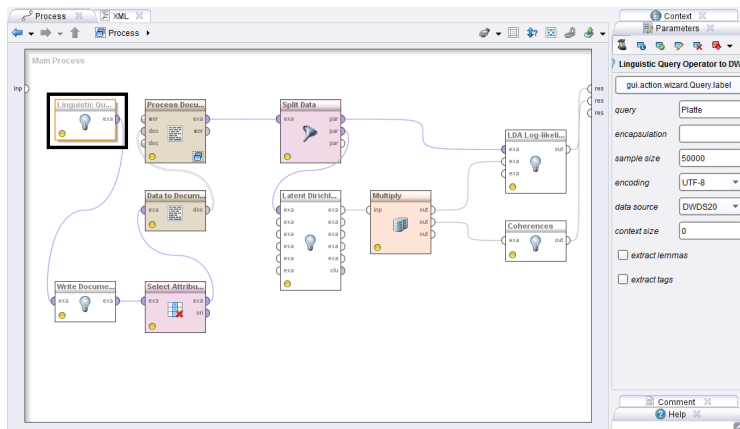 Process
XML
Process
Main Process
inp
res
res
res
Linguistic Qu...
exa
Process Docu...
wor
exa
doc
wor
doc
Split Data
exa
par
par
par
LDA Log-likeli...
exa
out
exa
exa
Data to Docum...
exa
doc
Latent Dirichl...
exa
exa
exa
exa
exa
exa
exa
exa
exa
exa
exa
clu
Multiply
inp
out
out
out
Coherences
exa
out
Write Docume...
exa
exa
Select Attribu...
exa
exa
ori
Context
Parameters
Linguistic Query Operator to DW
gui.action.wizard.Query.label
query
Platte
encapsulation
sample size
50000
encoding
UTF-8
data source
DWDS20
context size
0
extract lemmas
extract tags
Comment
Help